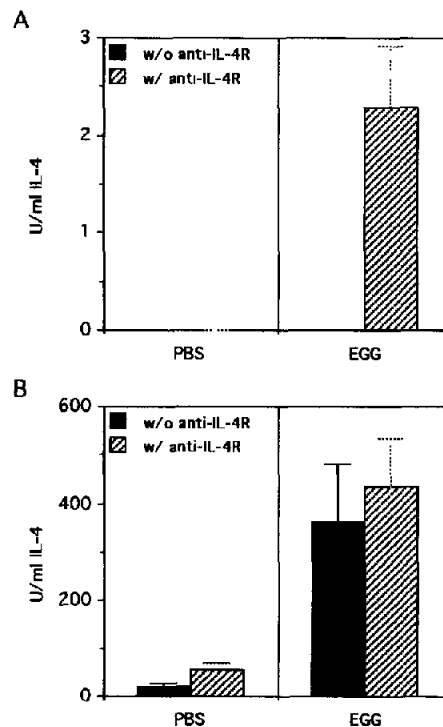 A
3
w/o anti-IL-4R
w/ anti-IL-4R
2
U/ml IL-4
1
0
PBS EGG
B
600
w/o anti-IL-4R
w/ anti-IL-4R
400
U/ml IL-4
200
0
PBS EGG